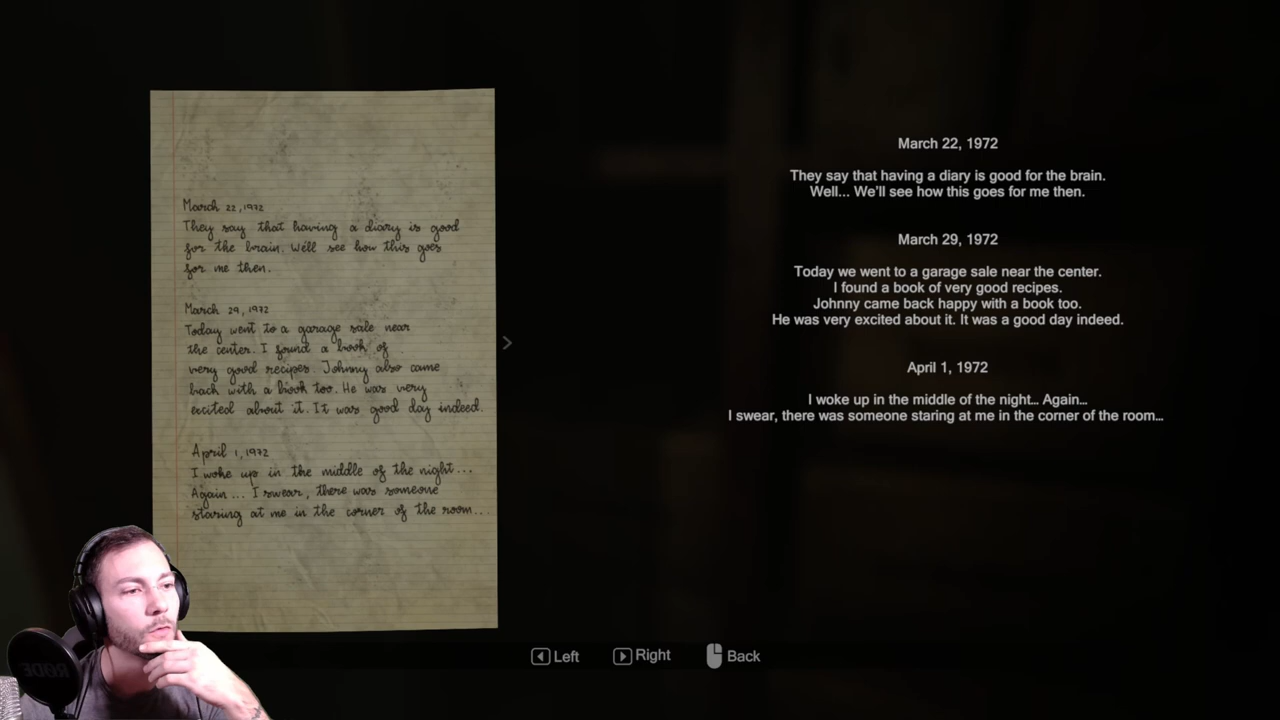 March 22, 1972
They say that having a diary is good
for the brain. We'll see how this goes
for me then.
March 29, 1972
Today went to a garage sale near
the center. I found a book of
very good recipes. Johnny also came
back with a book too. He was very
excited about it. It was good day indeed.
April 1, 1972
I woke up in the middle of the night...
Again... I swear, there was someone
staring at me in the corner of the room...
March 22, 1972
They say that having a diary is good for the brain.
Well... We'll see how this goes for me then.
March 29, 1972
Today we went to a garage sale near the center.
I found a book of very good recipes.
Johnny came back happy with a book too.
He was very excited about it. It was a good day indeed.
April 1, 1972
I woke up in the middle of the night... Again...
I swear, there was someone staring at me in the corner of the room...
Left Right Back
RODE